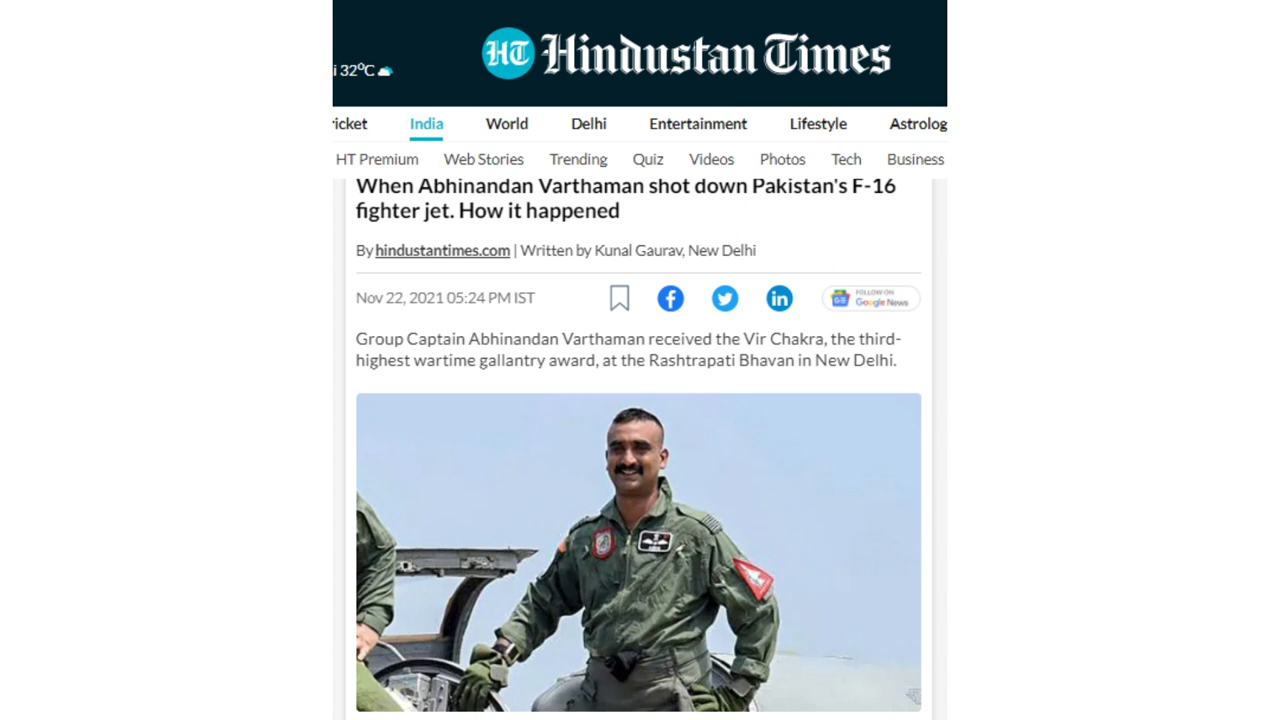 HT Hindustan Times
i 32°C
ricket India World Delhi Entertainment Lifestyle Astrolog
HT Premium Web Stories Trending Quiz Videos Photos Tech Business
When Abhinandan Varthaman shot down Pakistan's F-16
fighter jet. How it happened
By hindustantimes.com | Written by Kunal Gaurav, New Delhi
Nov 22, 2021 05:24 PM IST
FOLLOW ON
Google News
Group Captain Abhinandan Varthaman received the Vir Chakra, the third-
highest wartime gallantry award, at the Rashtrapati Bhavan in New Delhi.